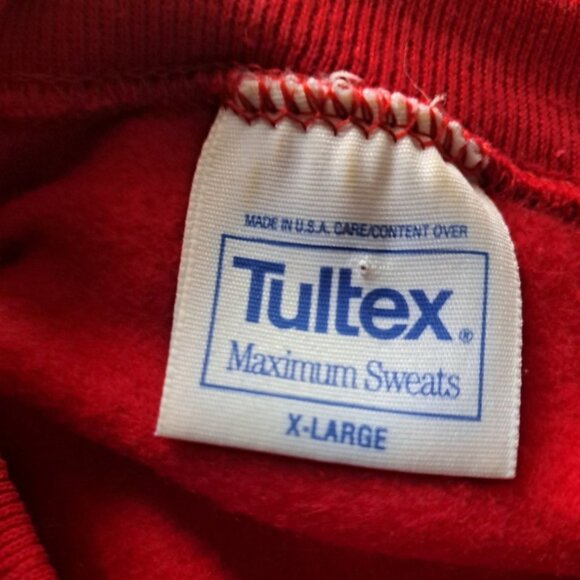 MADE IN U.S.A. CARE/CONTENT OVER
Tultex®
Maximum Sweats
X-LARGE